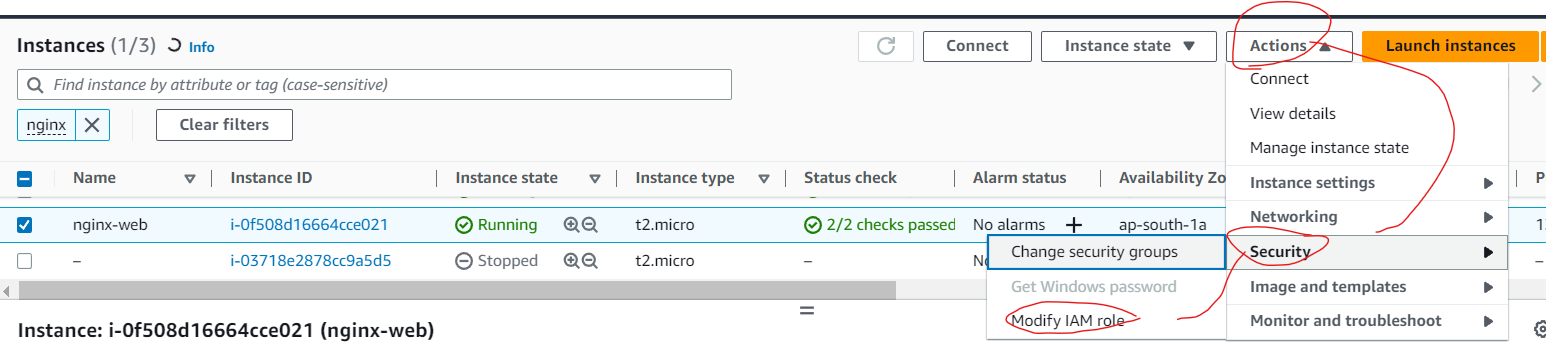 Instances (1/3) Info
Connect Instance state Actions Launch instances
Find instance by attribute or tag (case-sensitive)
nginx Clear filters
Connect
View details
Manage instance state
Instance settings
Networking
Security
Image and templates
Monitor and troubleshoot
Name Instance ID Instance state Instance type Status check Alarm status Availability Zo P
nginx-web i-0f508d16664cce021 Running t2.micro 2/2 checks passed No alarms ap-south-1a
– i-03718e2878cc9a5d5 Stopped t2.micro –
Change security groups
Get Windows password
Modify IAM role
Instance: i-0f508d16664cce021 (nginx-web)